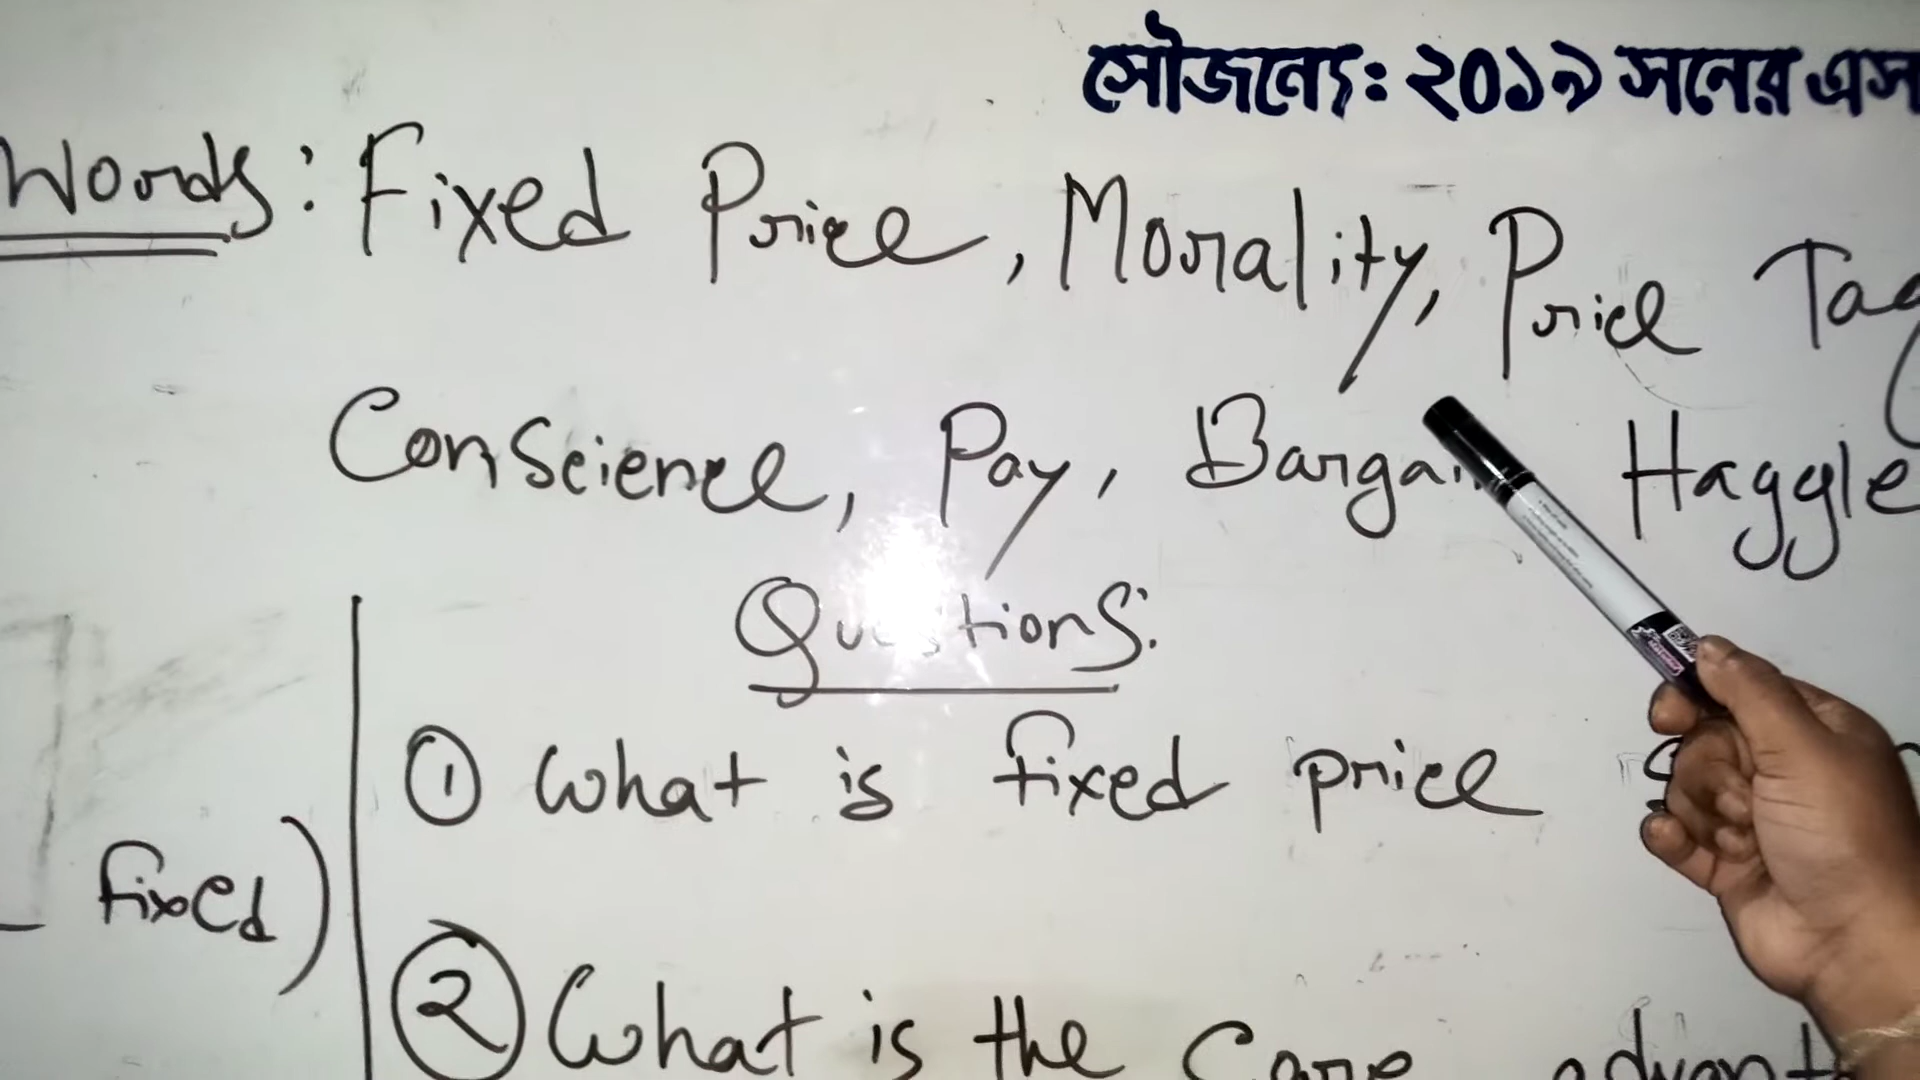 সৌজন্যে: ২০১৯ সনের এস
Words: Fixed Price, Morality, Price Tag
Conscience, Pay, Bargain Haggle
Questions:
① What is fixed price
fixed)
② What is the Core advant